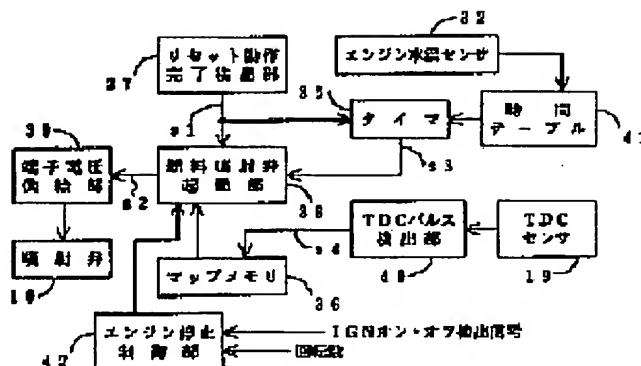 32
リセット動作
完了検出部
エンジン水温センサ
37
35
s1
タイマ
時間
テーブル
41
39
s3
端子電圧
供給部
燃料噴射弁
起動部
s2
38
TDCパルス
検出部
TDC
センサ
s4
噴射弁
マップメモリ
40
19
10
36
エンジン停止
制御部
IGNオン・オフ検出信号
回転数
42